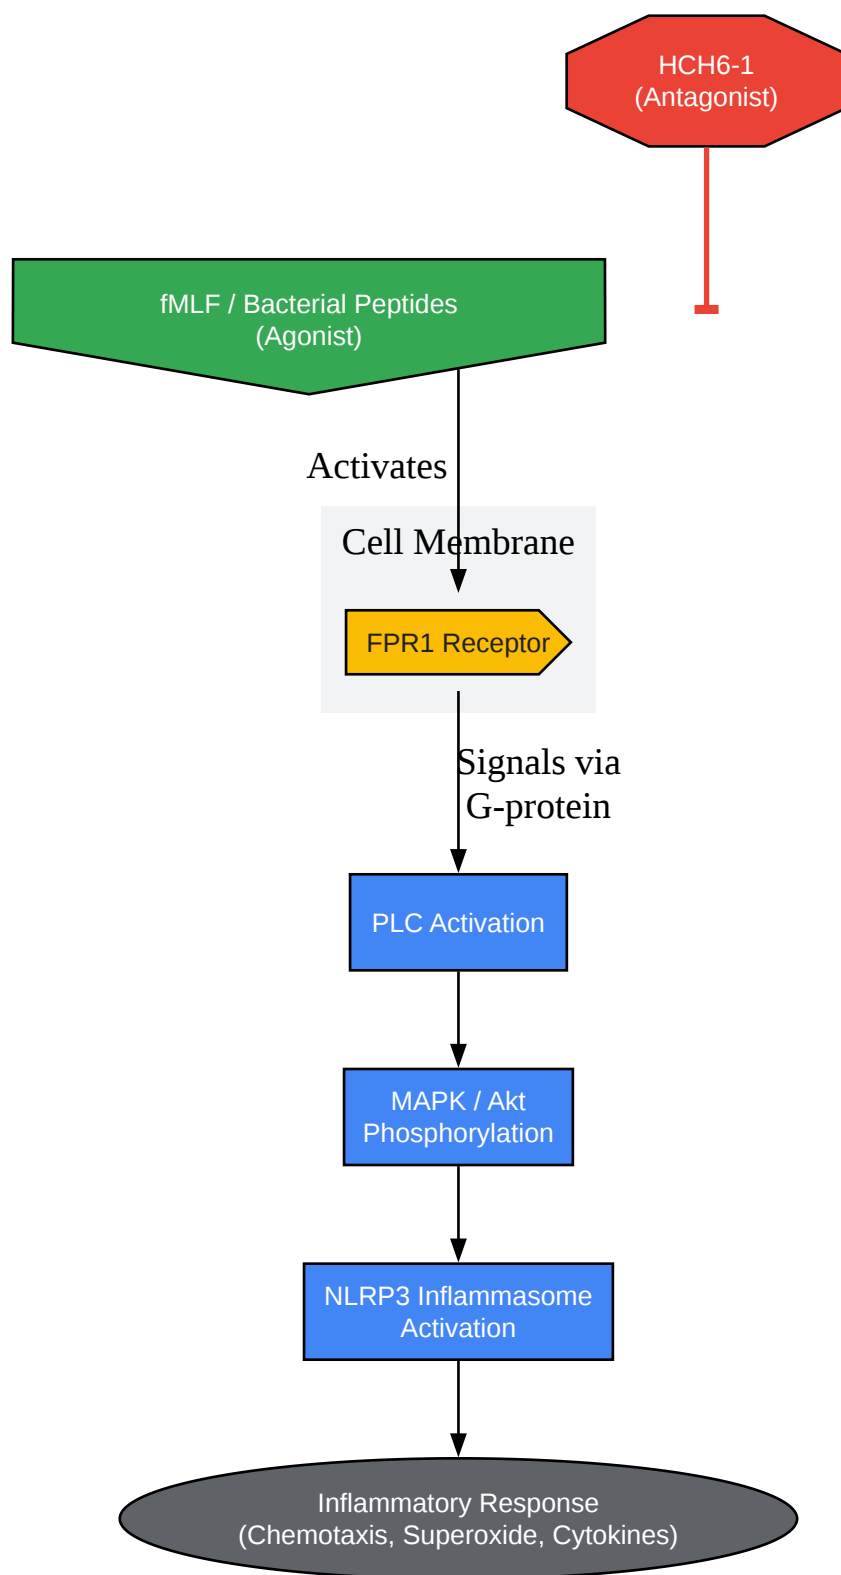 HCH6-1
(Antagonist)
fMLF / Bacterial Peptides
(Agonist)
Activates
Cell Membrane
FPR1 Receptor
Signals via
G-protein
PLC Activation
MAPK / Akt
Phosphorylation
NLRP3 Inflammasome
Activation
Inflammatory Response
(Chemotaxis, Superoxide, Cytokines)